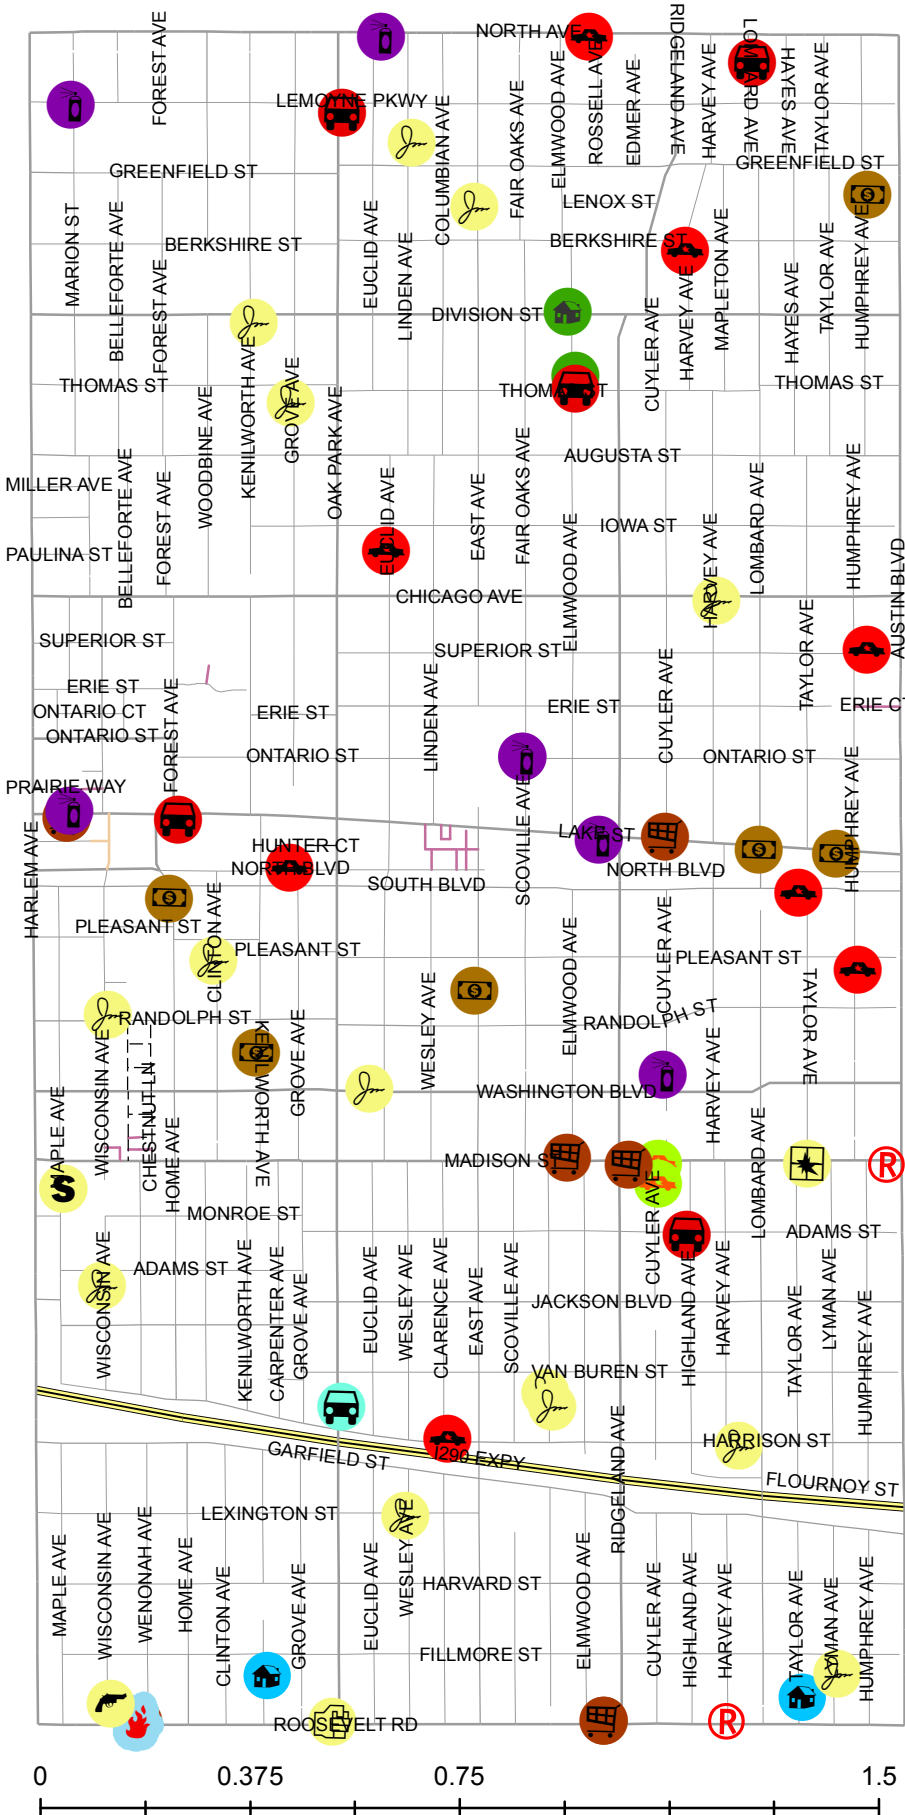 NORTH AVE
FOREST AVE
RIDGELAND AVE
LOMBARD AVE
ROSSELL AVE
HARVEY AVE
HAYES AVE
TAYLOR AVE
ELMWOOD AVE
EDMER AVE
LEMOYNE PKWY
COLUMBIAN AVE
FAIR OAKS AVE
GREENFIELD ST
GREENFIELD ST
LENOX ST
MARION ST
BELLEFORTE AVE
BERKSHIRE ST
BERKSHIRE ST
EUCLID AVE
LINDEN AVE
FOREST AVE
MAPLETON AVE
HARVEY AVE
HAYES AVE
TAYLOR AVE
HUMPHREY AVE
DIVISION ST
CUYLER AVE
THOMAS ST
THOMAS ST
THOMAS ST
WOODBINE AVE
KENILWORTH AVE
GROVE AVE
OAK PARK AVE
AUGUSTA ST
MILLER AVE
BELLEFORTE AVE
FOREST AVE
EUCLID AVE
EAST AVE
FAIR OAKS AVE
IOWA ST
LOMBARD AVE
HUMPHREY AVE
PAULINA ST
ELMWOOD AVE
HARVEY AVE
AUSTIN BLVD
CHICAGO AVE
SUPERIOR ST
SUPERIOR ST
TAYLOR AVE
ERIE ST
ONTARIO CT
ERIE ST
ERIE ST
ERIE CT
ONTARIO ST
FOREST AVE
LINDEN AVE
CUYLER AVE
ONTARIO ST
ONTARIO ST
PRAIRIE WAY
SCOVILLE AVE
HUMPHREY AVE
HARLEM AVE
LAKE ST
HUNTER CT
NORTH BLVD
NORTH BLVD
SOUTH BLVD
PLEASANT ST
CLINTON AVE
PLEASANT ST
PLEASANT ST
ELMWOOD AVE
CUYLER AVE
RANDOLPH ST
RANDOLPH ST
WESLEY AVE
TAYLOR AVE
WISCONSIN AVE
KENILWORTH AVE
GROVE AVE
WASHINGTON BLVD
HARVEY AVE
MAPLE AVE
CHESTNUT LN
HOME AVE
MADISON ST
LOMBARD AVE
S
R
MONROE ST
CUYLER AVE
ADAMS ST
ADAMS ST
WISCONSIN AVE
KENILWORTH AVE
CARPENTER AVE
GROVE AVE
EUCLID AVE
WESLEY AVE
CLARENCE AVE
EAST AVE
SCOVILLE AVE
JACKSON BLVD
HIGHLAND AVE
HARVEY AVE
TAYLOR AVE
LYMAN AVE
HUMPHREY AVE
VAN BUREN ST
HARRISON ST
GARFIELD ST
I290 EXPY
RIDGELAND AVE
FLOURNOY ST
LEXINGTON ST
MAPLE AVE
WISCONSIN AVE
WENONAH AVE
HOME AVE
CLINTON AVE
GROVE AVE
EUCLID AVE
WESLEY AVE
HARVARD ST
ELMWOOD AVE
CUYLER AVE
HIGHLAND AVE
HARVEY AVE
TAYLOR AVE
LYMAN AVE
HUMPHREY AVE
FILLMORE ST
ROOSEVELT RD
R
0 0.375 0.75 1.5